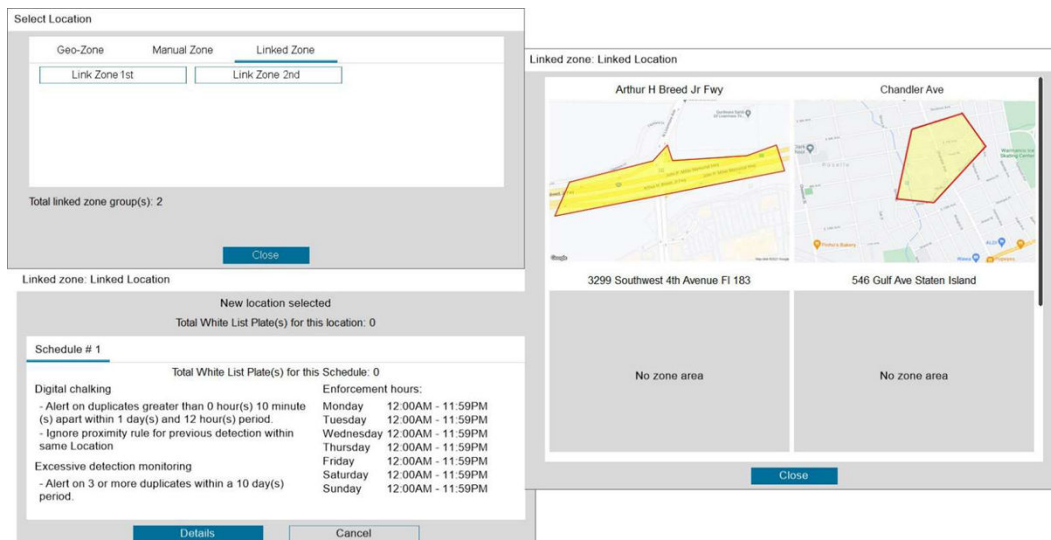 Select Location
Geo-Zone Manual Zone Linked Zone
Link Zone 1st Link Zone 2nd
Total linked zone group(s): 2
Close
Linked zone: Linked Location
New location selected
Total White List Plate(s) for this location: 0
Schedule # 1
Total White List Plate(s) for this Schedule: 0
Digital chalking
- Alert on duplicates greater than 0 hour(s) 10 minute
(s) apart within 1 day(s) and 12 hour(s) period.
- Ignore proximity rule for previous detection within
same Location
Excessive detection monitoring
- Alert on 3 or more duplicates within a 10 day(s)
period.
Enforcement hours:
Monday 12:00AM - 11:59PM
Tuesday 12:00AM - 11:59PM
Wednesday 12:00AM - 11:59PM
Thursday 12:00AM - 11:59PM
Friday 12:00AM - 11:59PM
Saturday 12:00AM - 11:59PM
Sunday 12:00AM - 11:59PM
Details Cancel
Linked zone: Linked Location
Arthur H Breed Jr Fwy Chandler Ave
Google
Roselle
ALDI
3299 Southwest 4th Avenue Fl 183 546 Gulf Ave Staten Island
No zone area No zone area
Close